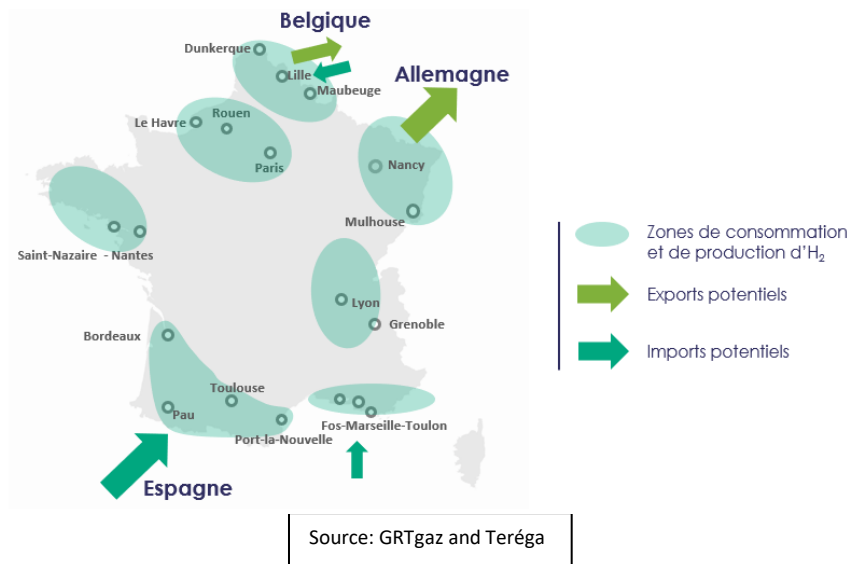 Belgique
Dunkerque
Lille
Maubeuge
Allemagne
Le Havre
Rouen
Paris
Nancy
Mulhouse
Saint-Nazaire - Nantes
Lyon
Grenoble
Bordeaux
Toulouse
Pau
Port-la-Nouvelle
Fos-Marseille-Toulon
Espagne
Zones de consommation
et de production d'H₂
Exports potentiels
Imports potentiels
Source: GRTgaz and Teréga